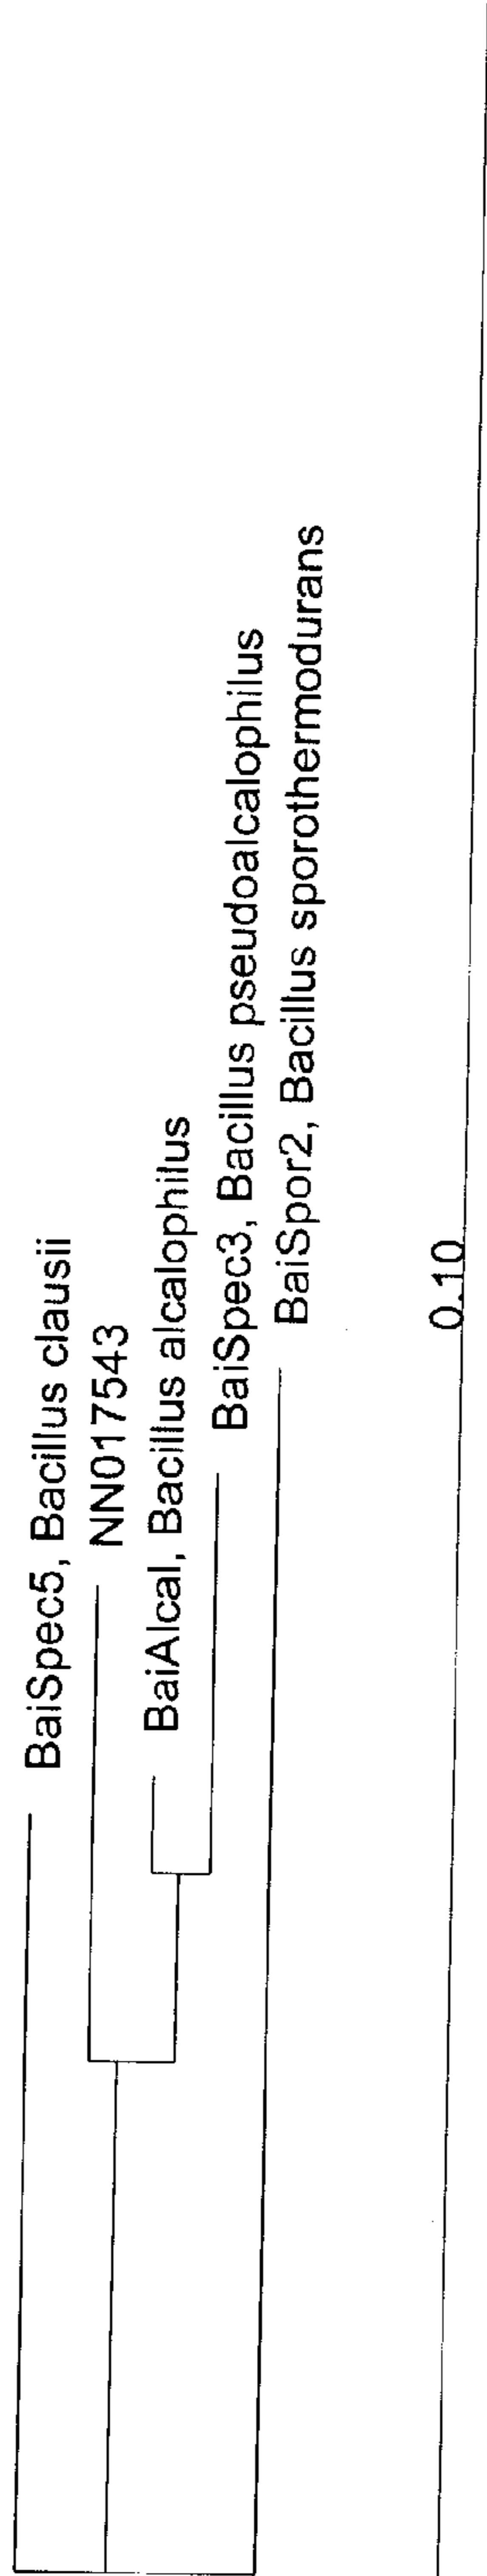 BaiSpec5, Bacillus clausii
NN017543
BaiAlcal, Bacillus alcalophilus
BaiSpec3, Bacillus pseudoalcalophilus
BaiSpor2, Bacillus sporothermodurans
0.10